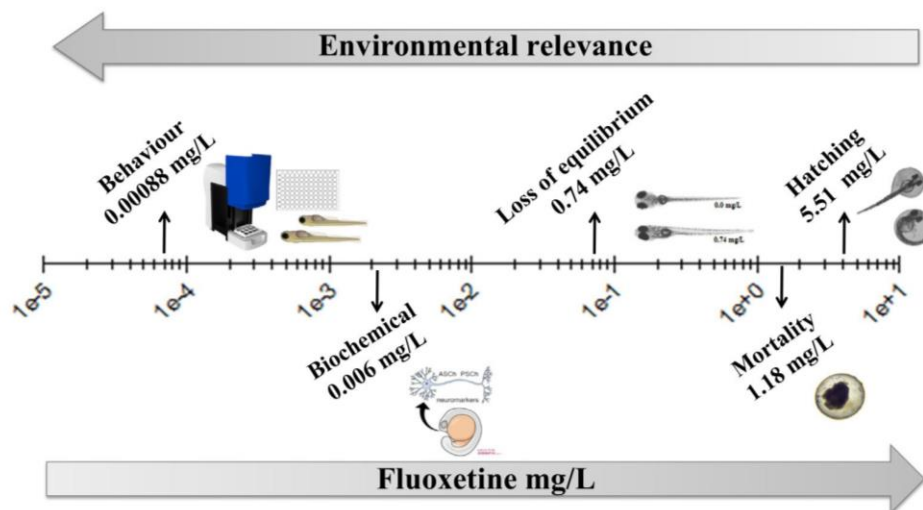 Environmental relevance
Behaviour
0.00088 mg/L
Loss of equilibrium
0.74 mg/L
Hatching
5.51 mg/L
0.0 mg/L
0.74 mg/L
1e-5
1e-4
1e-3
1e-2
1e-1
1e+0
1e+1
Biochemical
0.006 mg/L
Mortality
1.18 mg/L
ASCh PSCh
neuromarkers
Fluoxetine mg/L